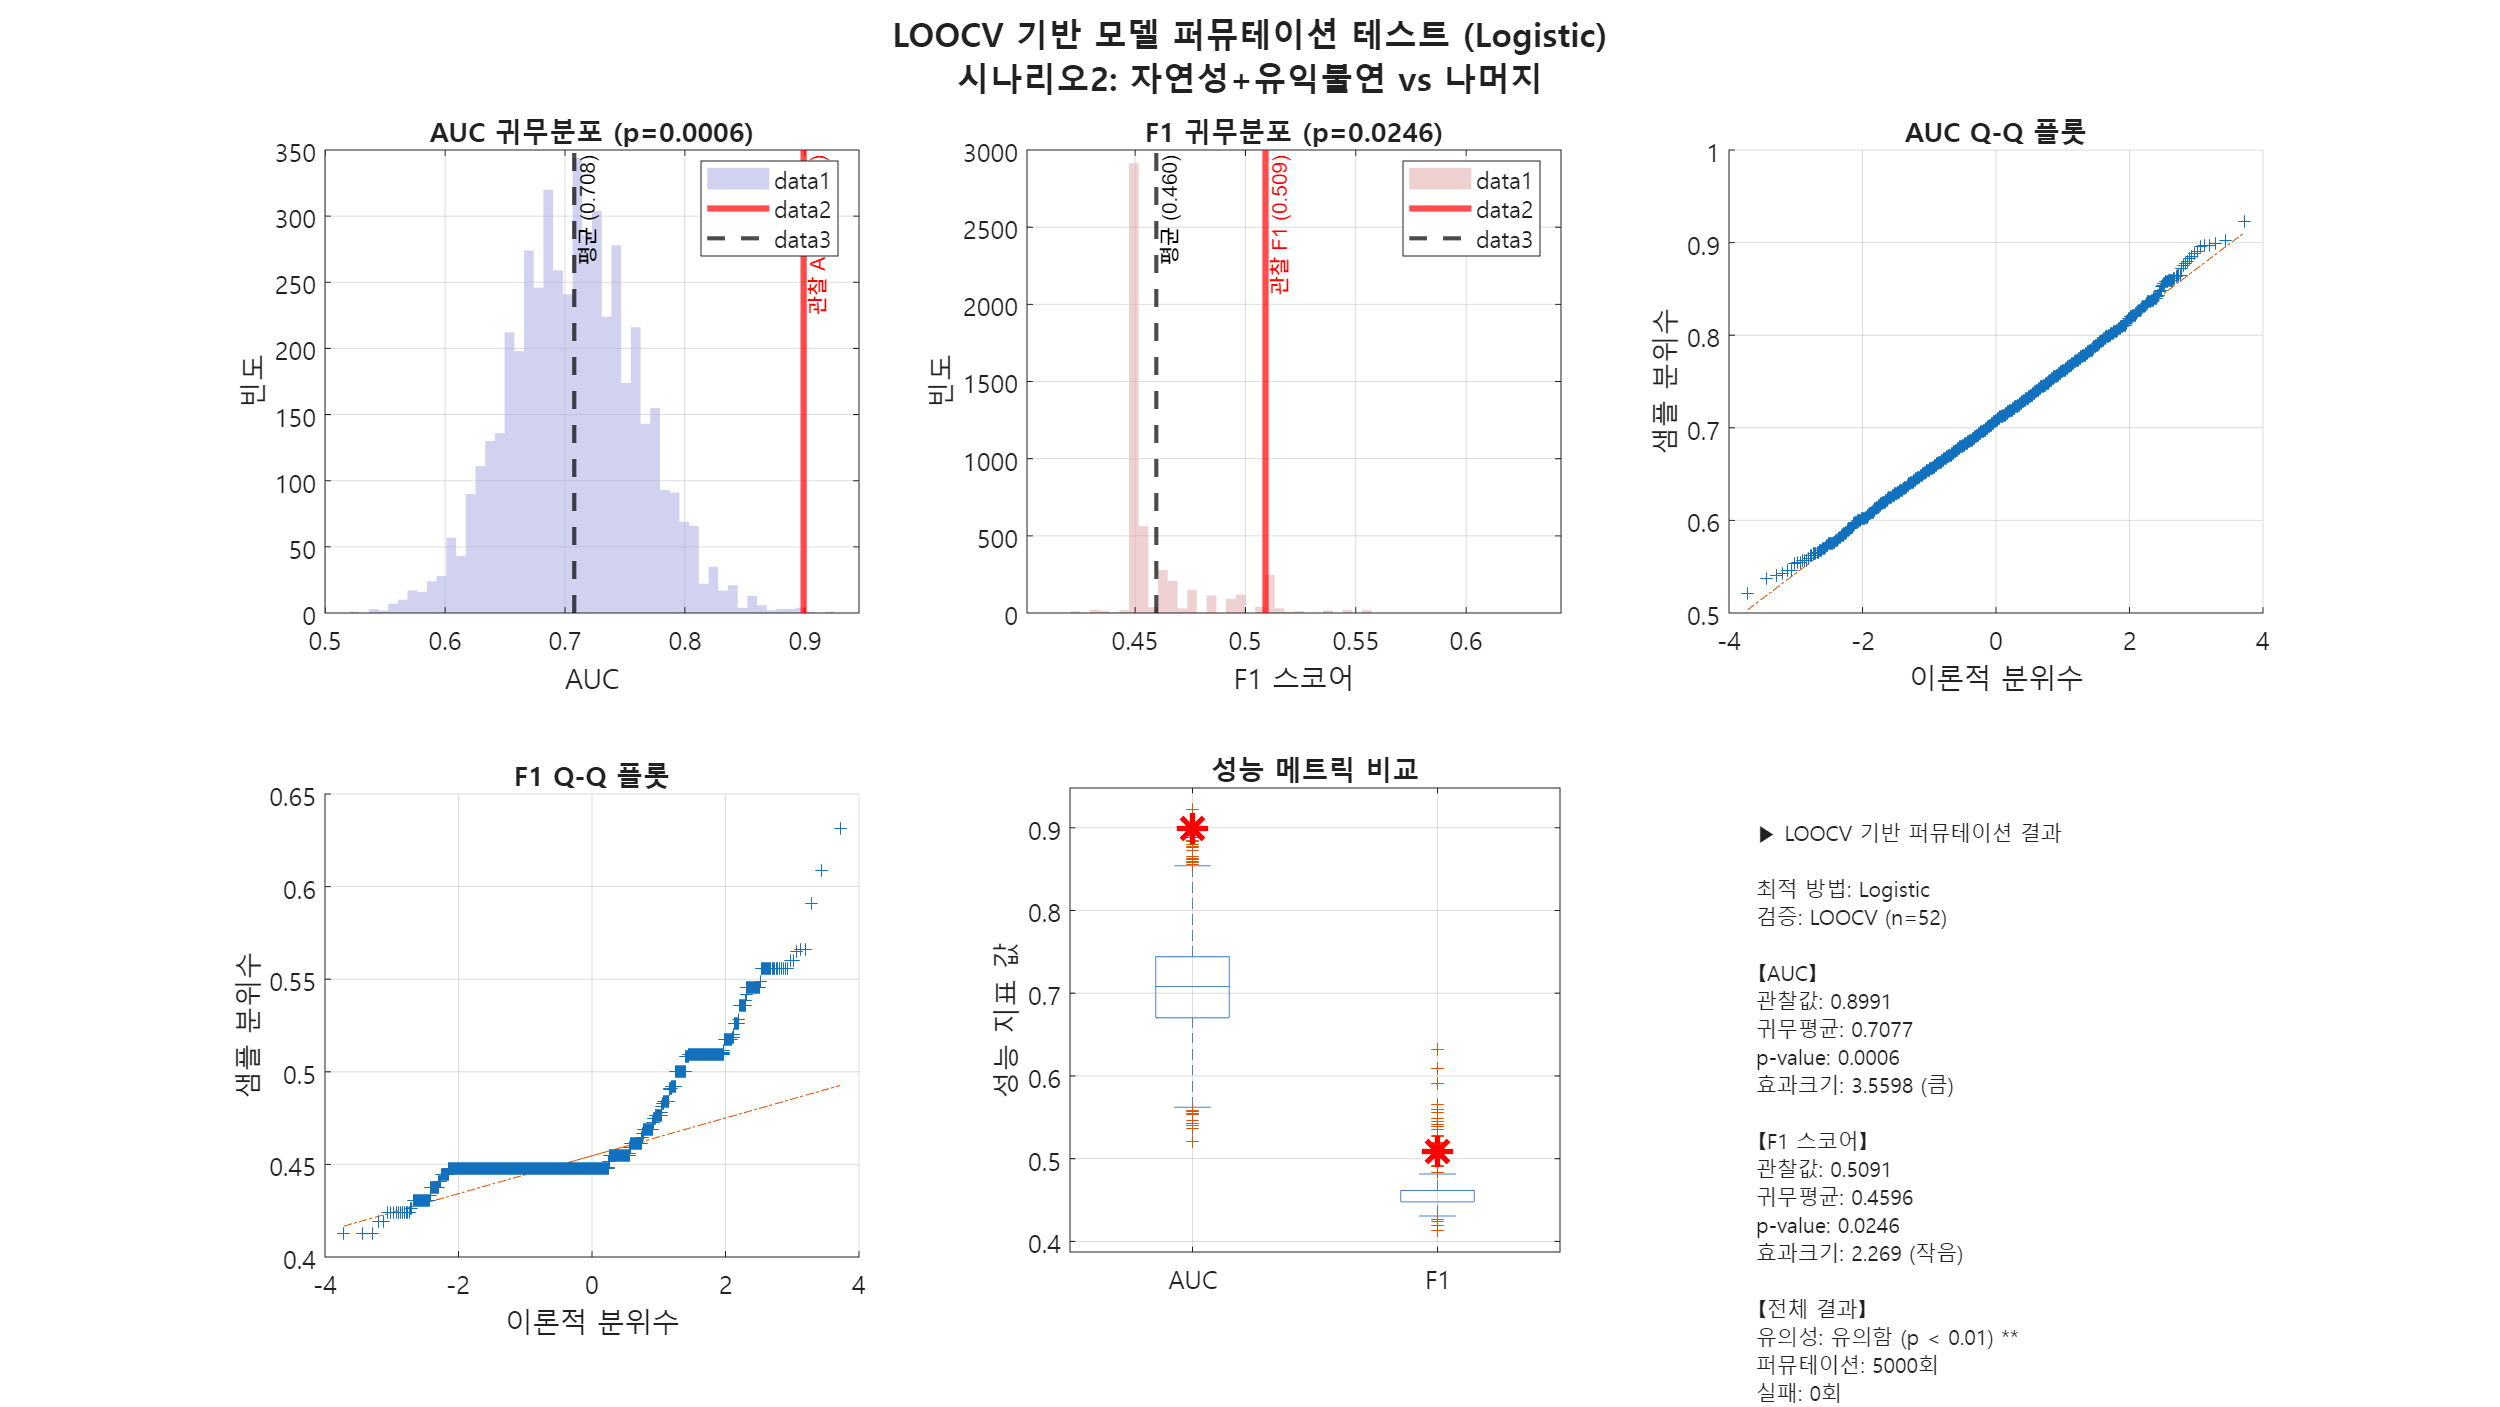 LOOCV 기반 모델 퍼뮤테이션 테스트 (Logistic)
시나리오2: 자연성+유익불연 vs 나머지
AUC 귀무분포 (p=0.0006)
350
300
250
200
150
100
50
0
빈도
0.5 0.6 0.7 0.8 0.9
AUC
평균 (0.708)
관찰 A
data1
data2
data3
F1 귀무분포 (p=0.0246)
3000
2500
2000
1500
1000
500
0
빈도
0.45 0.5 0.55 0.6
F1 스코어
평균 (0.460)
관찰 F1 (0.509)
data1
data2
data3
AUC Q-Q 플롯
1
0.9
0.8
0.7
0.6
0.5
샘플 분위수
-4 -2 0 2 4
이론적 분위수
F1 Q-Q 플롯
0.65
0.6
0.55
0.5
0.45
0.4
샘플 분위수
-4 -2 0 2 4
이론적 분위수
성능 메트릭 비교
0.9
0.8
0.7
0.6
0.5
0.4
성능 지표 값
AUC F1
▶ LOOCV 기반 퍼뮤테이션 결과
최적 방법: Logistic
검증: LOOCV (n=52)
【AUC】
관찰값: 0.8991
귀무평균: 0.7077
p-value: 0.0006
효과크기: 3.5598 (큼)
【F1 스코어】
관찰값: 0.5091
귀무평균: 0.4596
p-value: 0.0246
효과크기: 2.269 (작음)
【전체 결과】
유의성: 유의함 (p < 0.01) **
퍼뮤테이션: 5000회
실패: 0회